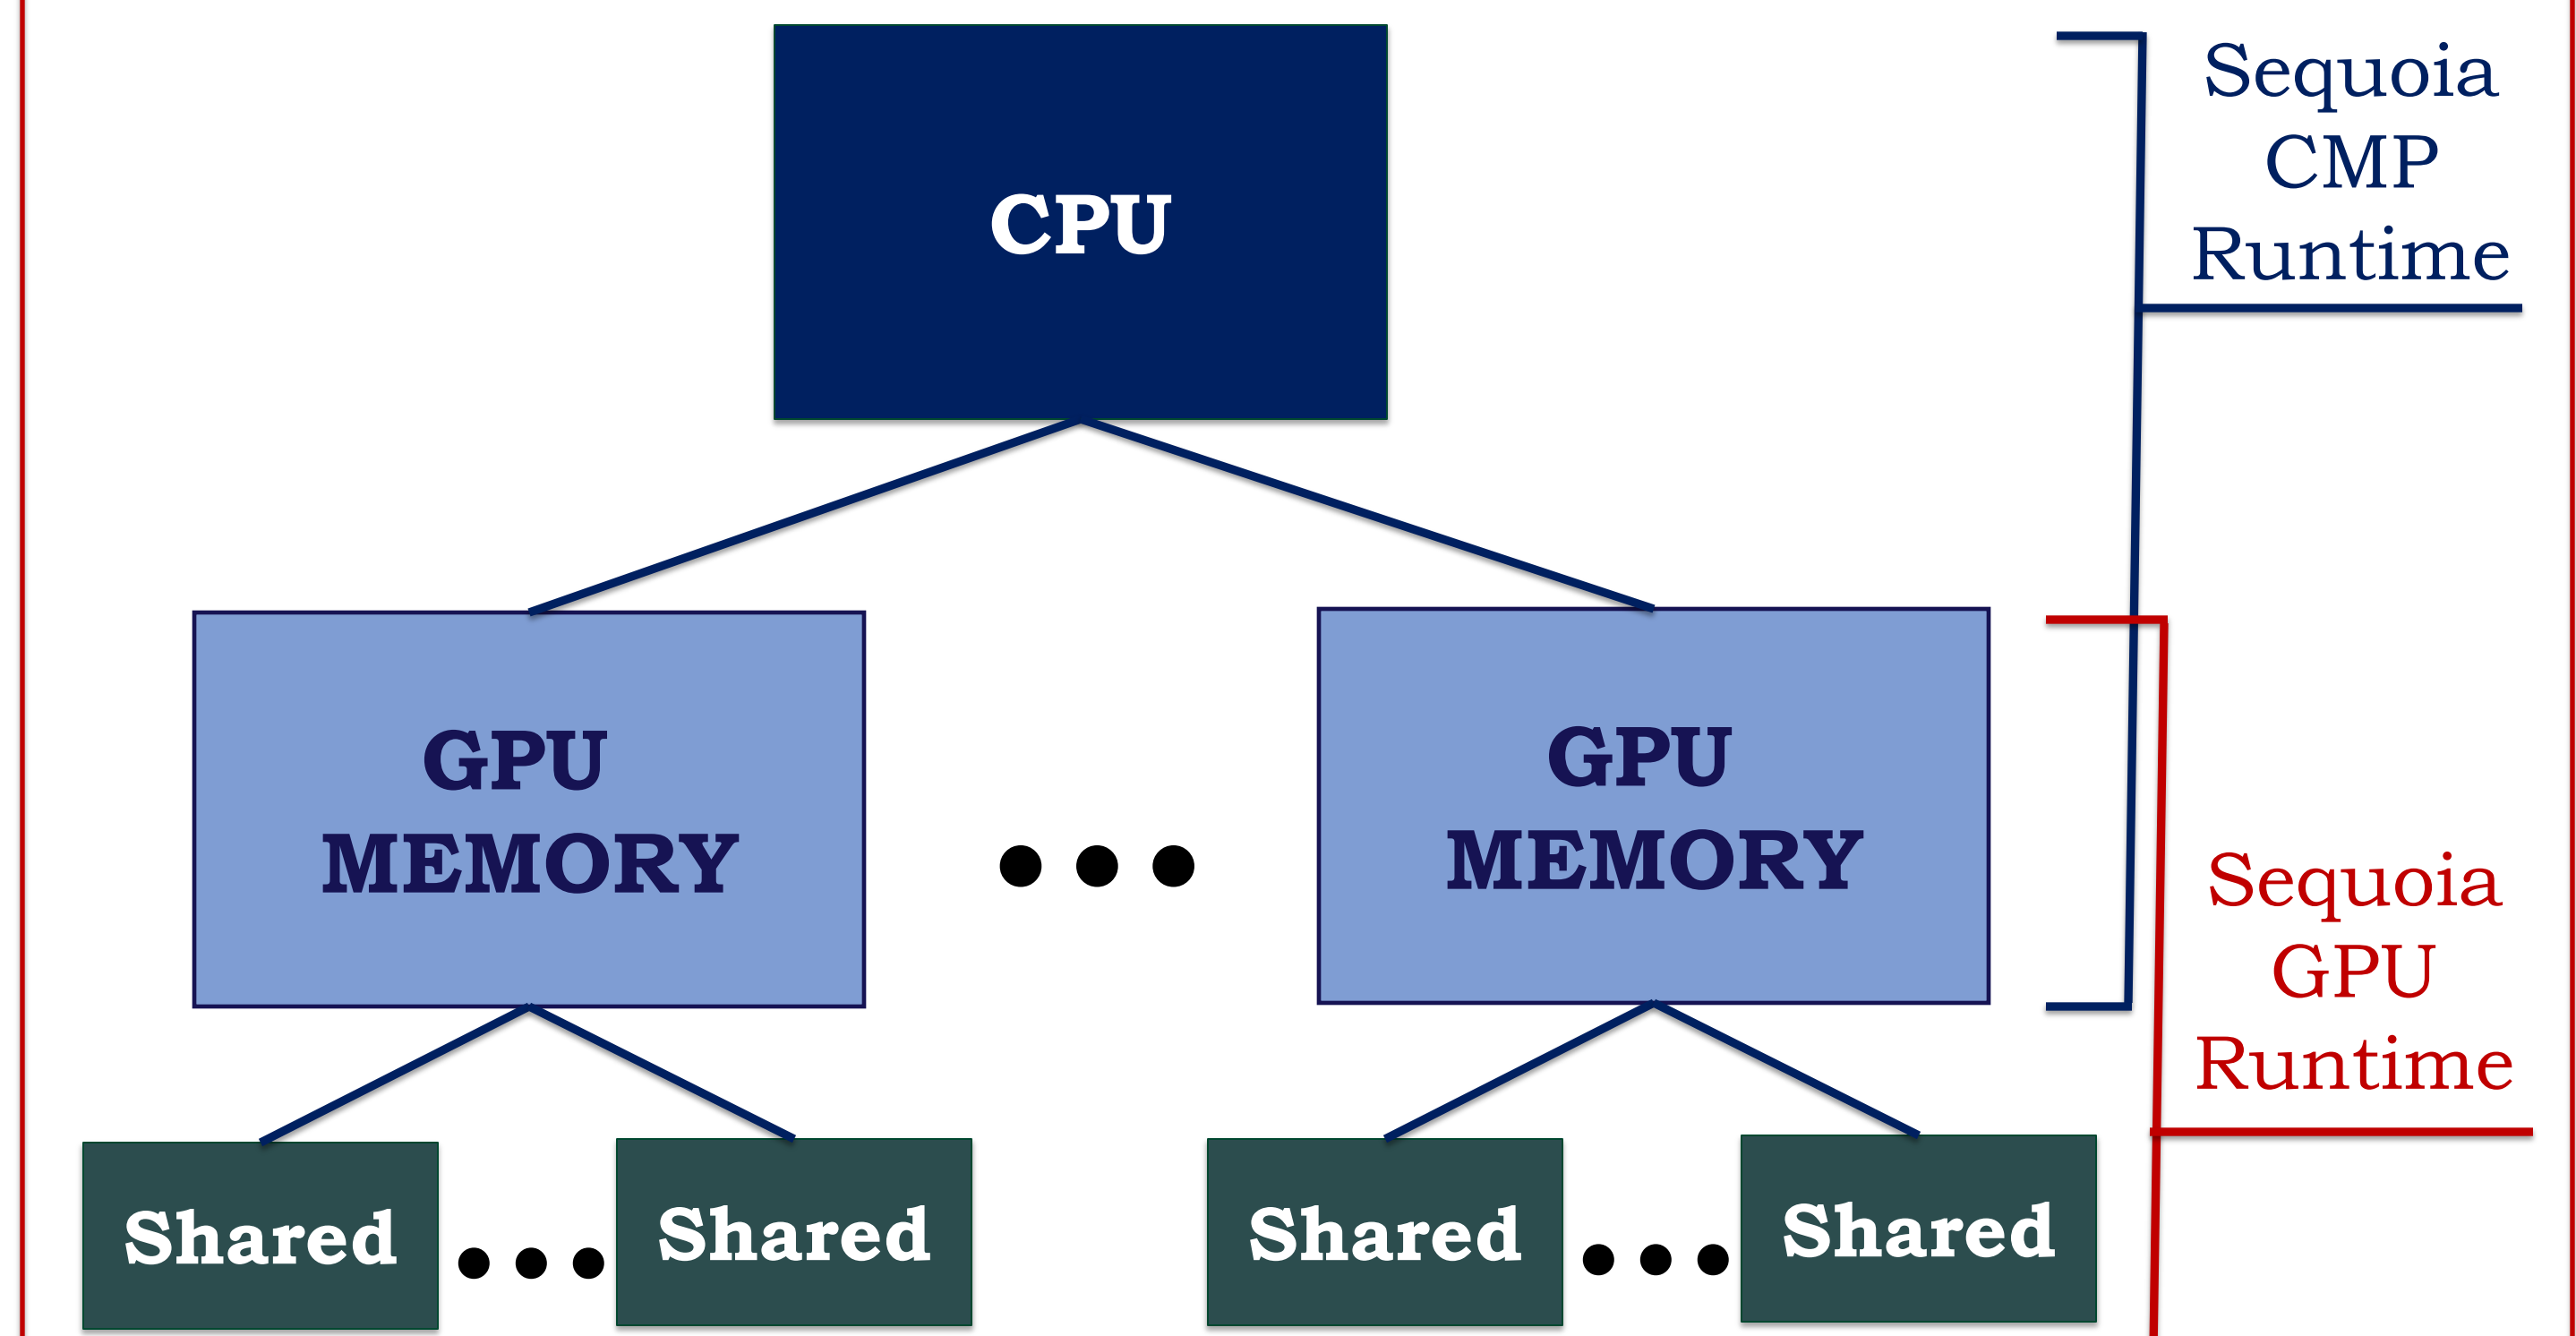 CPU
Sequoia
CMP
Runtime
GPU
MEMORY
GPU
MEMORY
Sequoia
GPU
Runtime
Shared
Shared
Shared
Shared